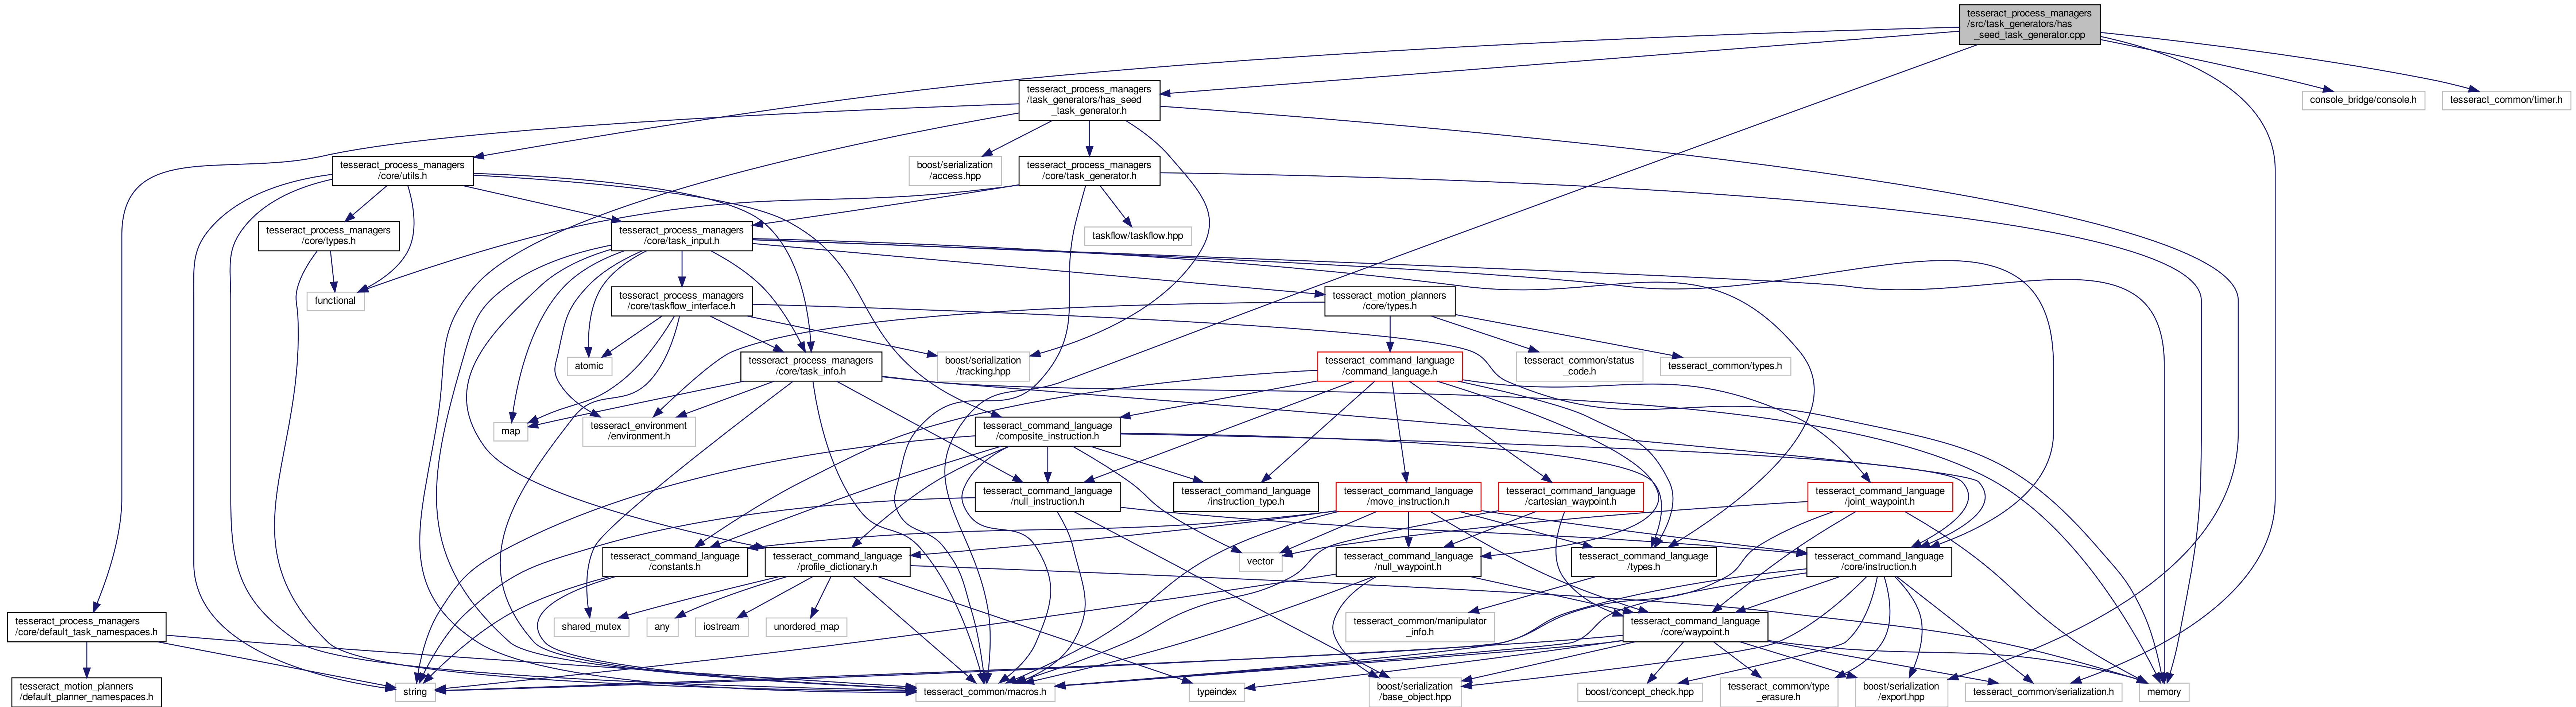 tesseract_process_managers
/src/task_generators/has
_seed_task_generator.cpp
tesseract_process_managers
/task_generators/has_seed
_task_generator.h
console_bridge/console.h
tesseract_common/timer.h
tesseract_process_managers
/core/utils.h
boost/serialization
/access.hpp
tesseract_process_managers
/core/task_generator.h
tesseract_process_managers
/core/types.h
tesseract_process_managers
/core/task_input.h
taskflow/taskflow.hpp
functional
tesseract_process_managers
/core/taskflow_interface.h
tesseract_motion_planners
/core/types.h
atomic
tesseract_process_managers
/core/task_info.h
boost/serialization
/tracking.hpp
tesseract_command_language
/command_language.h
tesseract_common/status
_code.h
tesseract_common/types.h
map
tesseract_environment
/environment.h
tesseract_command_language
/composite_instruction.h
tesseract_command_language
/null_instruction.h
tesseract_command_language
/instruction_type.h
tesseract_command_language
/move_instruction.h
tesseract_command_language
/cartesian_waypoint.h
tesseract_command_language
/joint_waypoint.h
tesseract_command_language
/constants.h
tesseract_command_language
/profile_dictionary.h
vector
tesseract_command_language
/null_waypoint.h
tesseract_command_language
/types.h
tesseract_command_language
/core/instruction.h
tesseract_process_managers
/core/default_task_namespaces.h
shared_mutex
any
iostream
unordered_map
tesseract_common/manipulator
_info.h
tesseract_command_language
/core/waypoint.h
tesseract_motion_planners
/default_planner_namespaces.h
string
tesseract_common/macros.h
typeindex
boost/serialization
/base_object.hpp
boost/concept_check.hpp
tesseract_common/type
_erasure.h
boost/serialization
/export.hpp
tesseract_common/serialization.h
memory